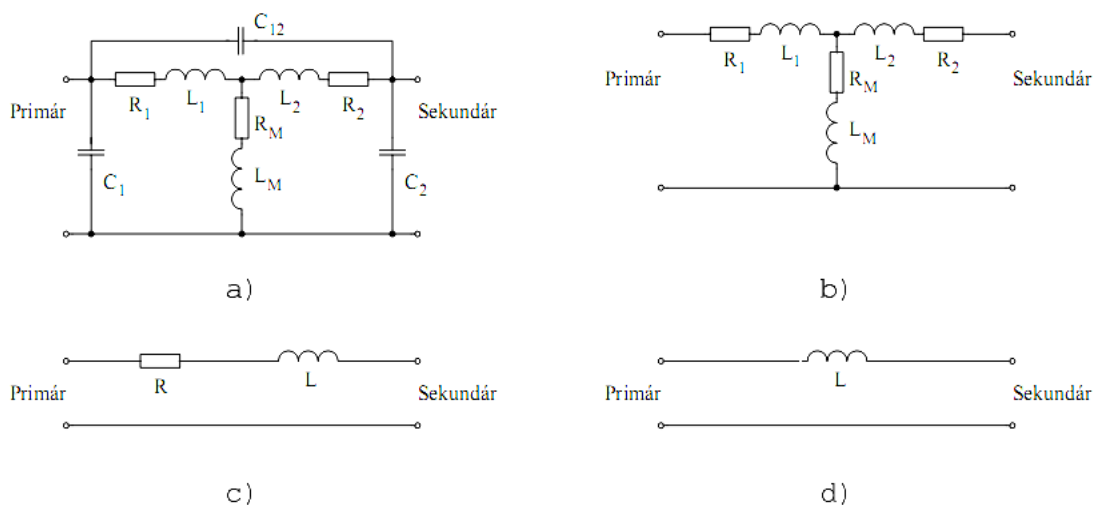 C12
R1 L1 L2 R2
Primár Sekundár
RM
LM
C1 C2
a)
R1 L1 L2 R2
Primár Sekundár
RM
LM
b)
R L
Primár Sekundár
c)
L
Primár Sekundár
d)